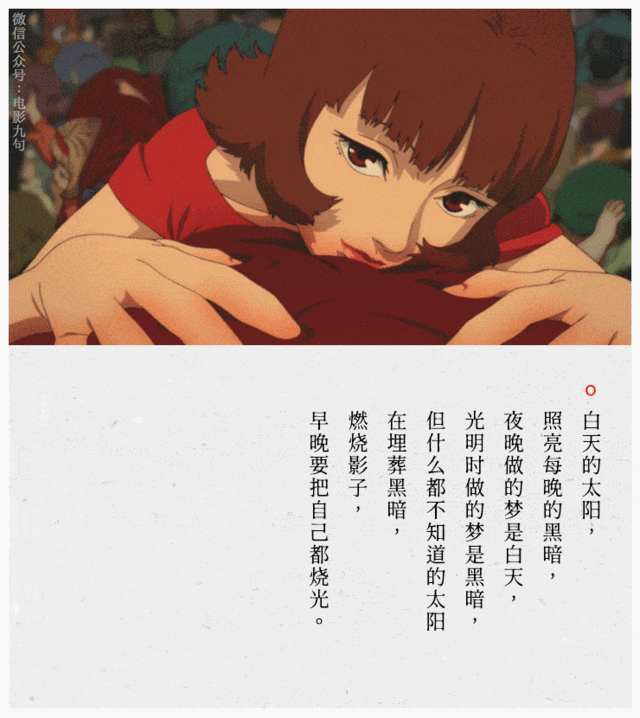 微信公众号：电影九句
白天的太阳，
照亮每晚的黑暗，
夜晚做的梦是白天，
光明时做的梦是黑暗，
但什么都不知道的太阳
在埋葬黑暗，
燃烧影子，
早晚要把自己都烧光。